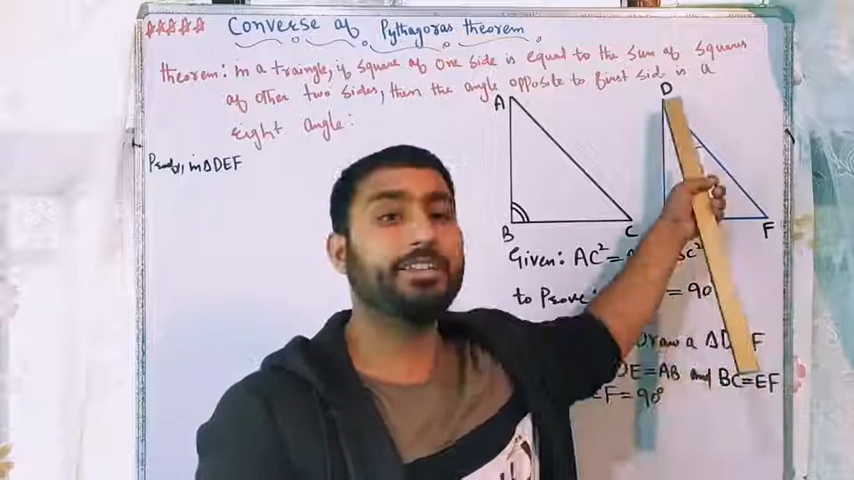 Converse of Pythagoras theorem
theorem: In a traingle, if square of one side is equal to the sum of squares
of other two sides, then the angle opposite to first side is a
right angle:
Proof, in △DEF
A
B
C
D
F
Given: AC² =
to Prove: = 90°
Draw a △D F
DE = AB and BC = EF
F = 90°